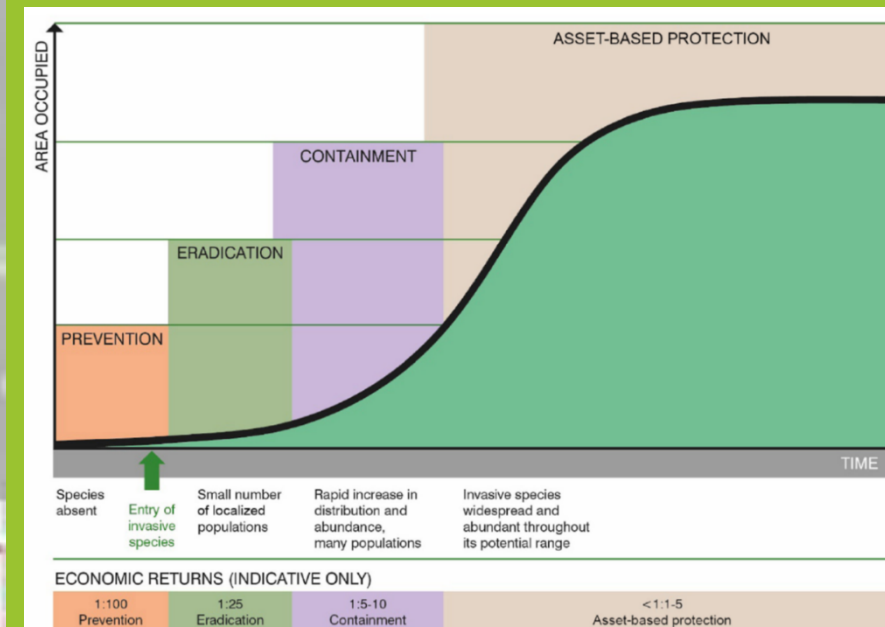 AREA OCCUPIED
ASSET-BASED PROTECTION
CONTAINMENT
ERADICATION
PREVENTION
TIME
Species
absent
Entry of
invasive
species
Small number
of localized
populations
Rapid increase in
distribution and
abundance,
many populations
Invasive species
widespread and
abundant throughout
its potential range
ECONOMIC RETURNS (INDICATIVE ONLY)
1:100
Prevention
1:25
Eradication
1:5-10
Containment
<1:1-5
Asset-based protection